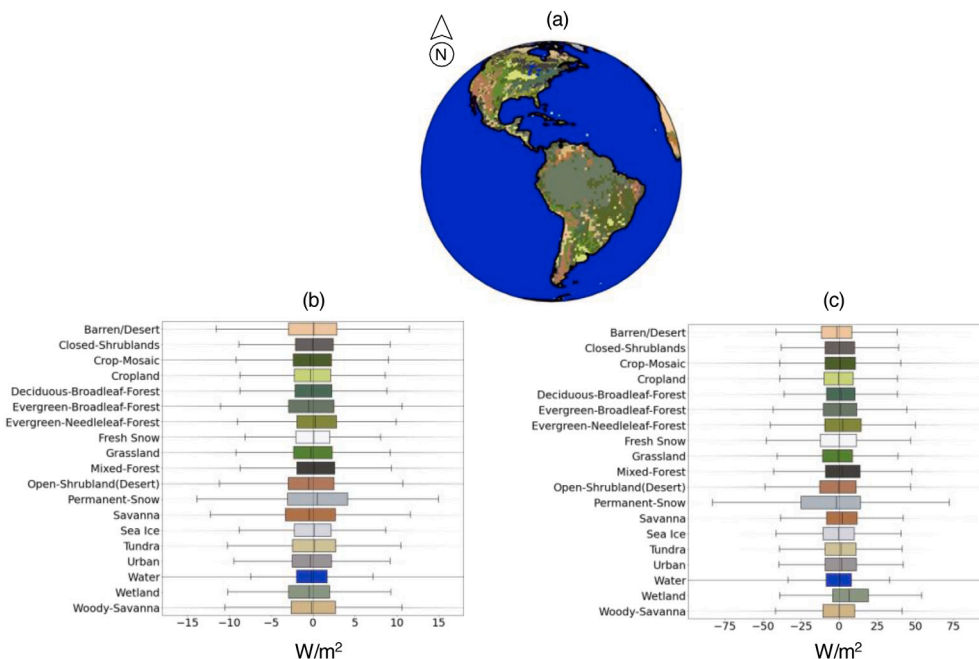 (a)
N
(b)
(c)
Barren/Desert
Closed-Shrublands
Crop-Mosaic
Cropland
Deciduous-Broadleaf-Forest
Evergreen-Broadleaf-Forest
Evergreen-Needleleaf-Forest
Fresh Snow
Grassland
Mixed-Forest
Open-Shrubland(Desert)
Permanent-Snow
Savanna
Sea Ice
Tundra
Urban
Water
Wetland
Woody-Savanna
−15 −10 −5 0 5 10 15
W/m²
Barren/Desert
Closed-Shrublands
Crop-Mosaic
Cropland
Deciduous-Broadleaf-Forest
Evergreen-Broadleaf-Forest
Evergreen-Needleleaf-Forest
Fresh Snow
Grassland
Mixed-Forest
Open-Shrubland(Desert)
Permanent-Snow
Savanna
Sea Ice
Tundra
Urban
Water
Wetland
Woody-Savanna
−75 −50 −25 0 25 50 75
W/m²